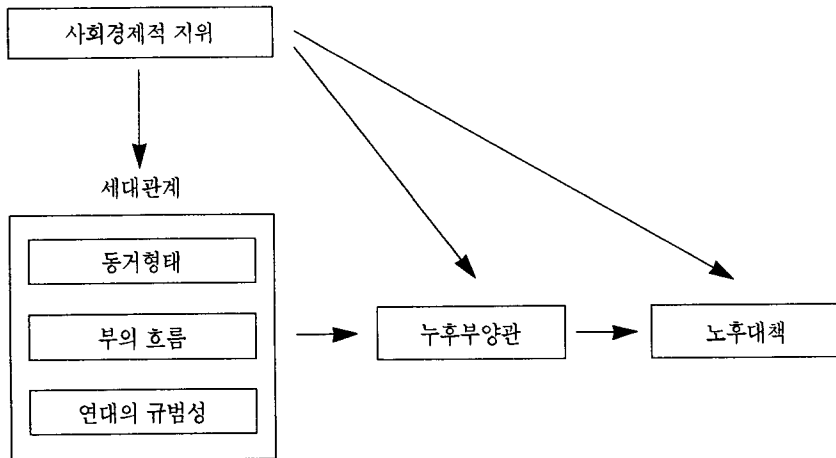 사회경제적 지위
세대관계
동거형태
부의 흐름
연대의 규범성
누후부양관
노후대책